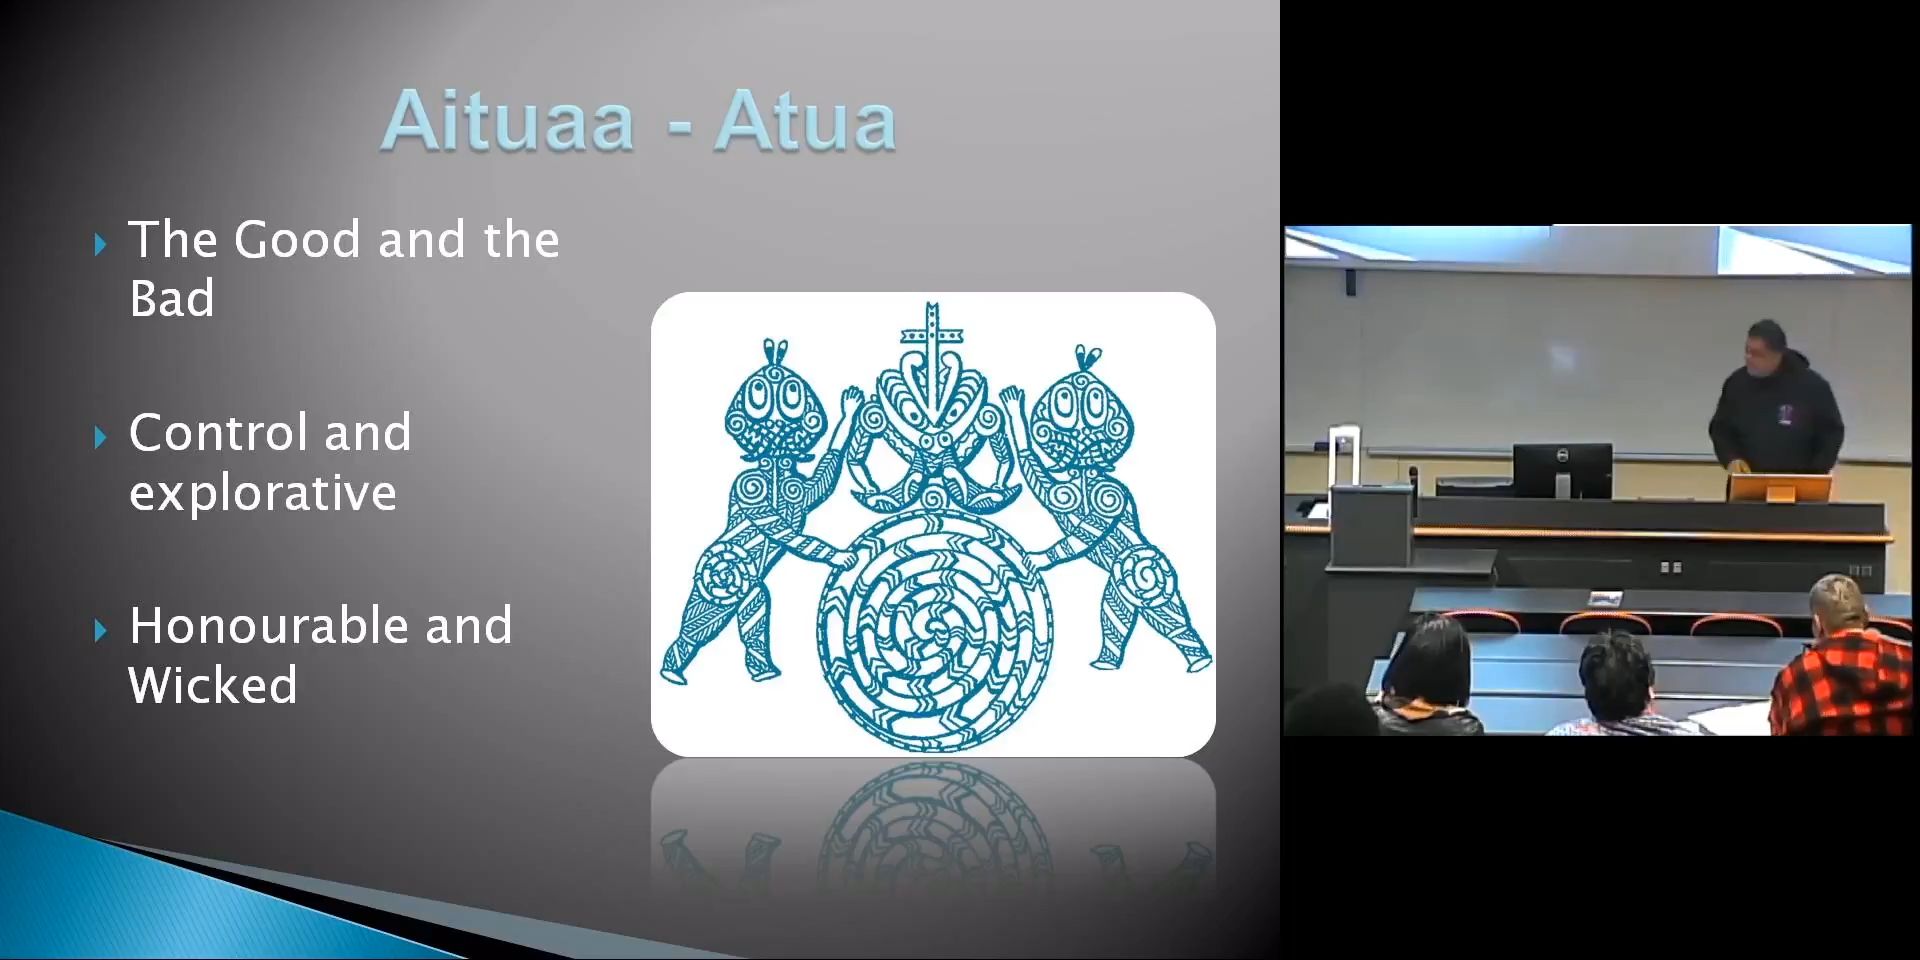 Aituaa - Atua
The Good and the
Bad
Control and
explorative
Honourable and
Wicked